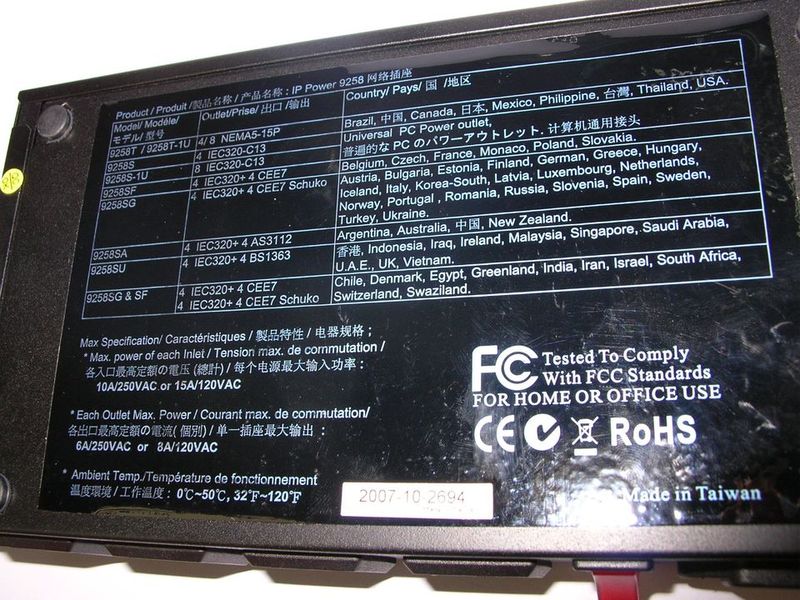 Product / Produit /製品名称 / 产品名称 : IP Power 9258 网络插座
Model/ Modèle/ モデル/ 型号
Outlet/Prise/ 出口 /输出
Country/ Pays/ 国 /地区
9258T / 9258T-1U
4/ 8 NEMA5-15P
Brazil, 中国, Canada, 日本, Mexico, Philippine, 台灣, Thailand, USA.
9258S
4 IEC320-C13
Universal PC Power outlet,
9258S-1U
8 IEC320-C13
普遍的な PC のパワーアウトレット. 计算机通用接头
9258SF
4 IEC320+ 4 CEE7
Belgium, Czech, France, Monaco, Poland, Slovakia.
9258SG
4 IEC320+ 4 CEE7 Schuko
Austria, Bulgaria, Estonia, Finland, German, Greece, Hungary,
Iceland, Italy, Korea-South, Latvia, Luxembourg, Netherlands,
Norway, Portugal , Romania, Russia, Slovenia, Spain, Sweden,
Turkey, Ukraine.
9258SA
4 IEC320+ 4 AS3112
Argentina, Australia, 中国, New Zealand.
9258SU
4 IEC320+ 4 BS1363
香港, Indonesia, Iraq, Ireland, Malaysia, Singapore, Saudi Arabia,
U.A.E., UK, Vietnam.
9258SG & SF
4 IEC320+ 4 CEE7
4 IEC320+ 4 CEE7 Schuko
Chile, Denmark, Egypt, Greenland, India, Iran, Israel, South Africa,
Switzerland, Swaziland.
Max Specification/ Caractéristiques / 製品特性 / 电器规格 ;
* Max. power of each Inlet / Tension max. de commutation /
各入口最高定額の電压 (總計) / 每个电源最大输入功率 :
10A/250VAC or 15A/120VAC
* Each Outlet Max. Power / Courant max. de commutation/
各出口最高定額の電流( 個別) / 单一插座最大输出 :
6A/250VAC or 8A/120VAC
* Ambient Temp./Température de fonctionnement
温度環境 / 工作温度 : 0℃~50℃, 32℉~120℉
FCC Tested To Comply
With FCC Standards
FOR HOME OR OFFICE USE
CE RoHS
2007-10-2694
Made in Taiwan